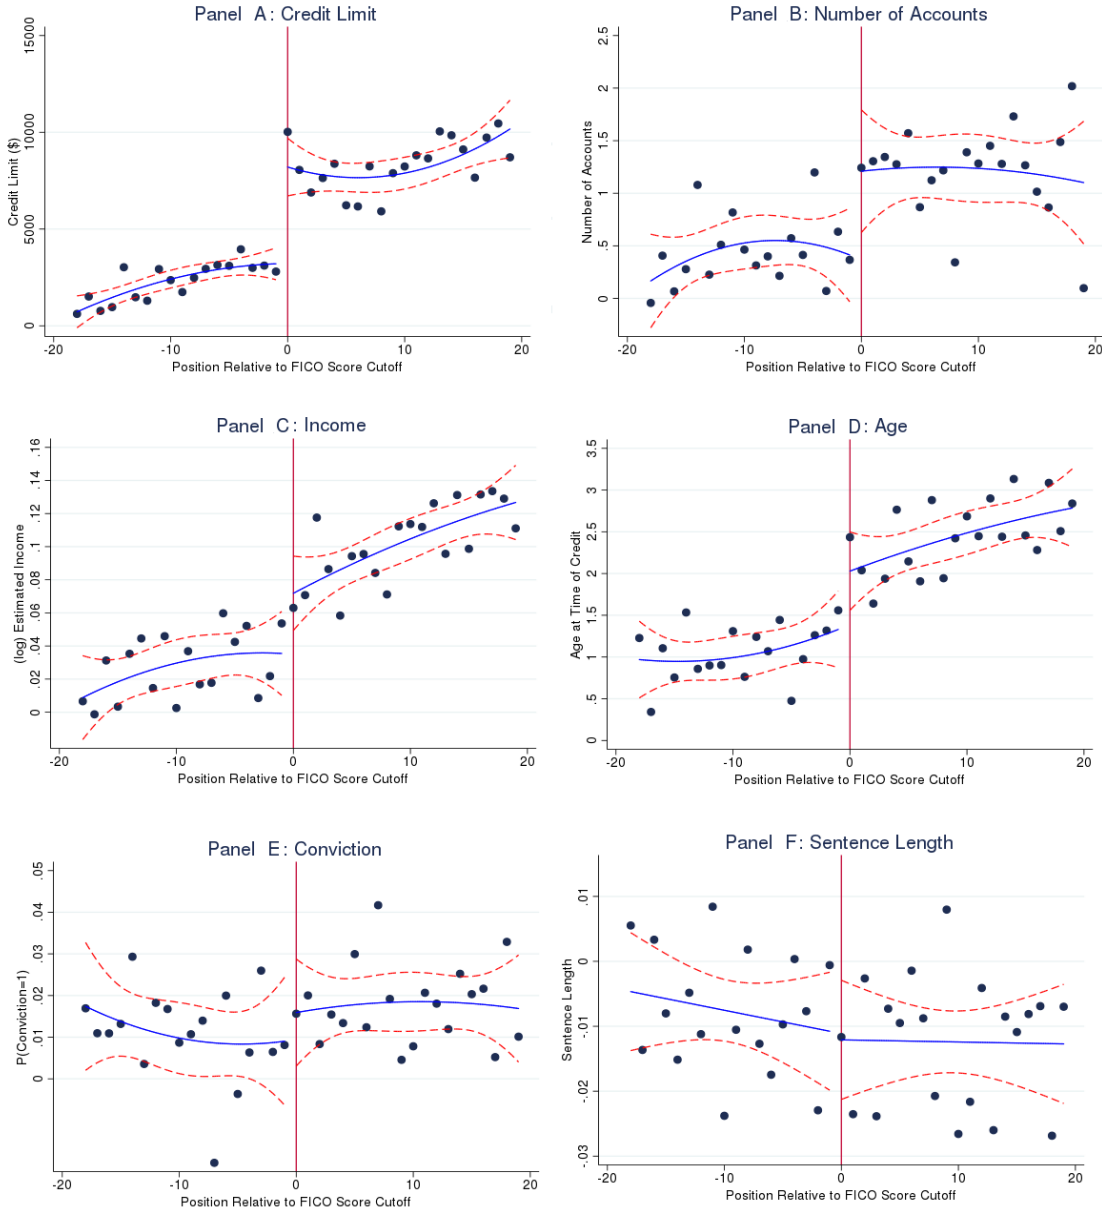 Panel A: Credit Limit
Credit Limit ($)
15000
10000
5000
0
-20 -10 0 10 20
Position Relative to FICO Score Cutoff
Panel B: Number of Accounts
Number of Accounts
2.5
2
1.5
1
.5
0
-20 -10 0 10 20
Position Relative to FICO Score Cutoff
Panel C: Income
(log) Estimated Income
.16
.14
.12
.1
.08
.06
.04
.02
0
-20 -10 0 10 20
Position Relative to FICO Score Cutoff
Panel D: Age
Age at Time of Credit
3.5
3
2.5
2
1.5
1
.5
0
-20 -10 0 10 20
Position Relative to FICO Score Cutoff
Panel E: Conviction
P(Conviction=1)
.05
.04
.03
.02
.01
0
-20 -10 0 10 20
Position Relative to FICO Score Cutoff
Panel F: Sentence Length
Sentence Length
.01
0
-.01
-.02
-.03
-20 -10 0 10 20
Position Relative to FICO Score Cutoff